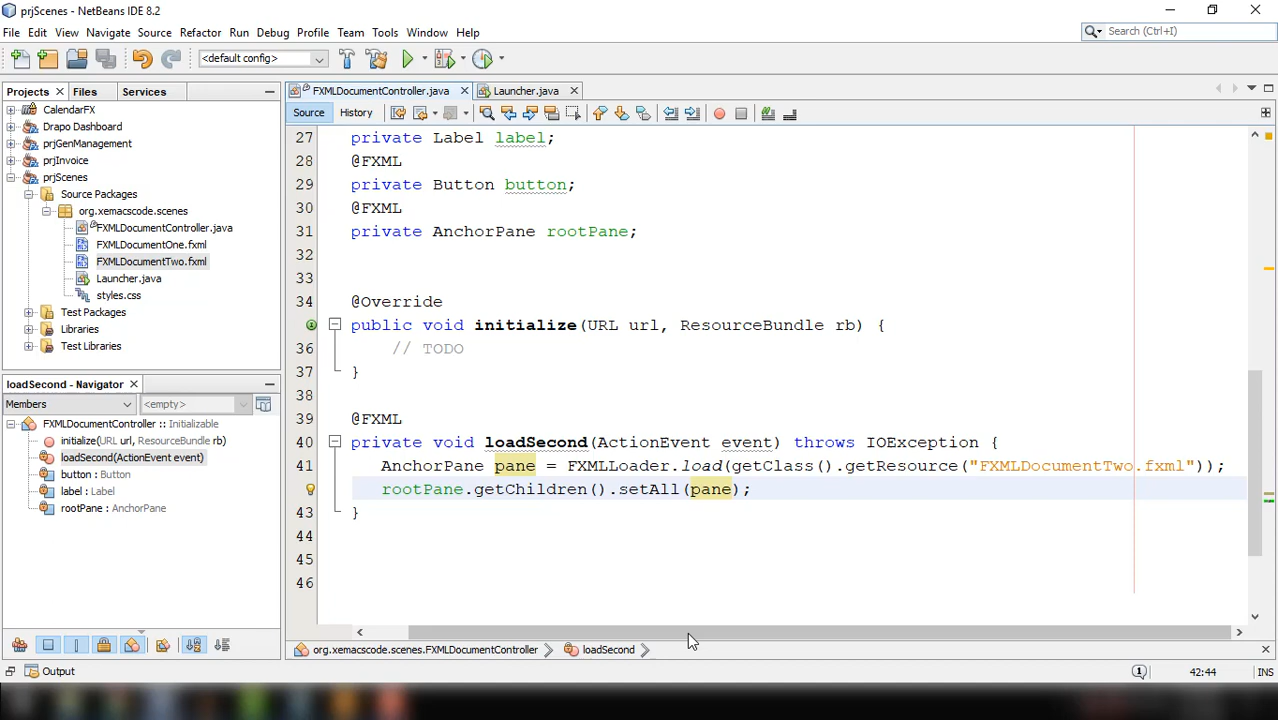 prjScenes - NetBeans IDE 8.2
File Edit View Navigate Source Refactor Run Debug Profile Team Tools Window Help
Search (Ctrl+I)
<default config>
Projects Files Services
CalendarFX
Drapo Dashboard
prjGenManagement
prjInvoice
prjScenes
Source Packages
org.xemacscode.scenes
FXMLDocumentController.java
FXMLDocumentOne.fxml
FXMLDocumentTwo.fxml
Launcher.java
styles.css
Test Packages
Libraries
Test Libraries
loadSecond - Navigator
Members <empty>
FXMLDocumentController :: Initializable
initialize(URL url, ResourceBundle rb)
loadSecond(ActionEvent event)
button : Button
label : Label
rootPane : AnchorPane
FXMLDocumentController.java Launcher.java
Source History
27 private Label label;
28 @FXML
29 private Button button;
30 @FXML
31 private AnchorPane rootPane;
32
33
34 @Override
public void initialize(URL url, ResourceBundle rb) {
36 // TODO
37 }
38
39 @FXML
40 private void loadSecond(ActionEvent event) throws IOException {
41 AnchorPane pane = FXMLLoader.load(getClass().getResource("FXMLDocumentTwo.fxml"));
rootPane.getChildren().setAll(pane);
43 }
44
45
46
org.xemacscode.scenes.FXMLDocumentController loadSecond
Output
1 42:44 INS